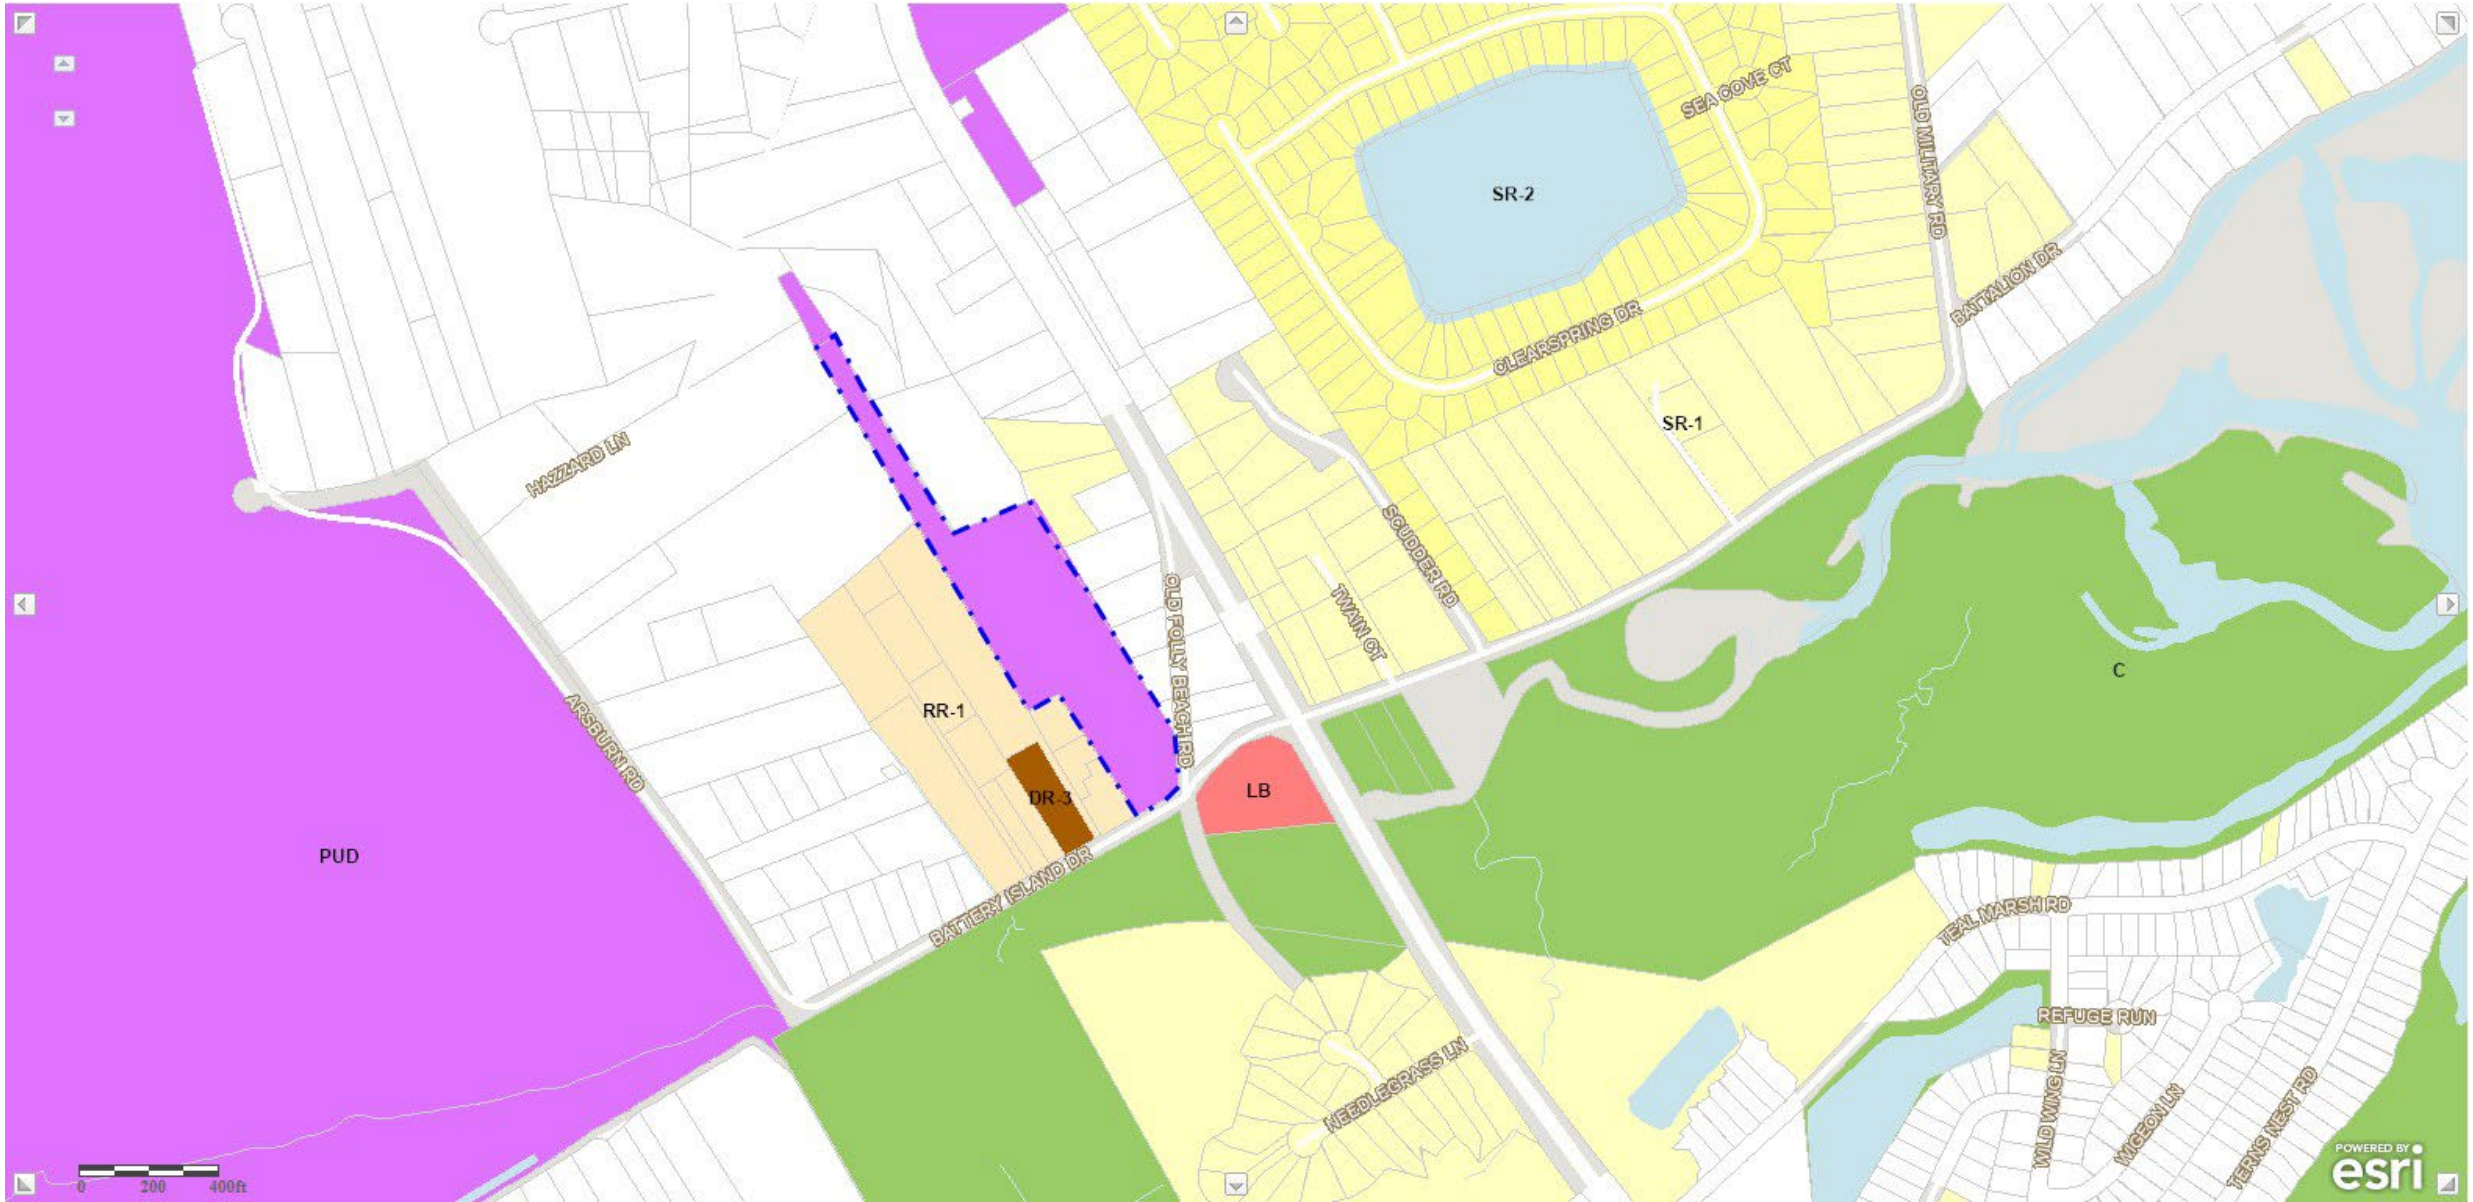 SEA COVE CT
OLD MILITARY RD
SR-2
BATTALION DR
CLEARSPRING DR
SR-1
HAZZARD LN
SCUDDER RD
TWAIN CT
OLD FOLLY BEACH RD
C
RR-1
ARSBURN RD
DR-3
LB
PUD
BATTERY ISLAND DR
TEAL MARSH RD
REFUGE RUN
NEEDLEGRASS LN
WILD WING LN
WIGEON LN
TERNS NEST RD
0 200 400ft
POWERED BY
esri